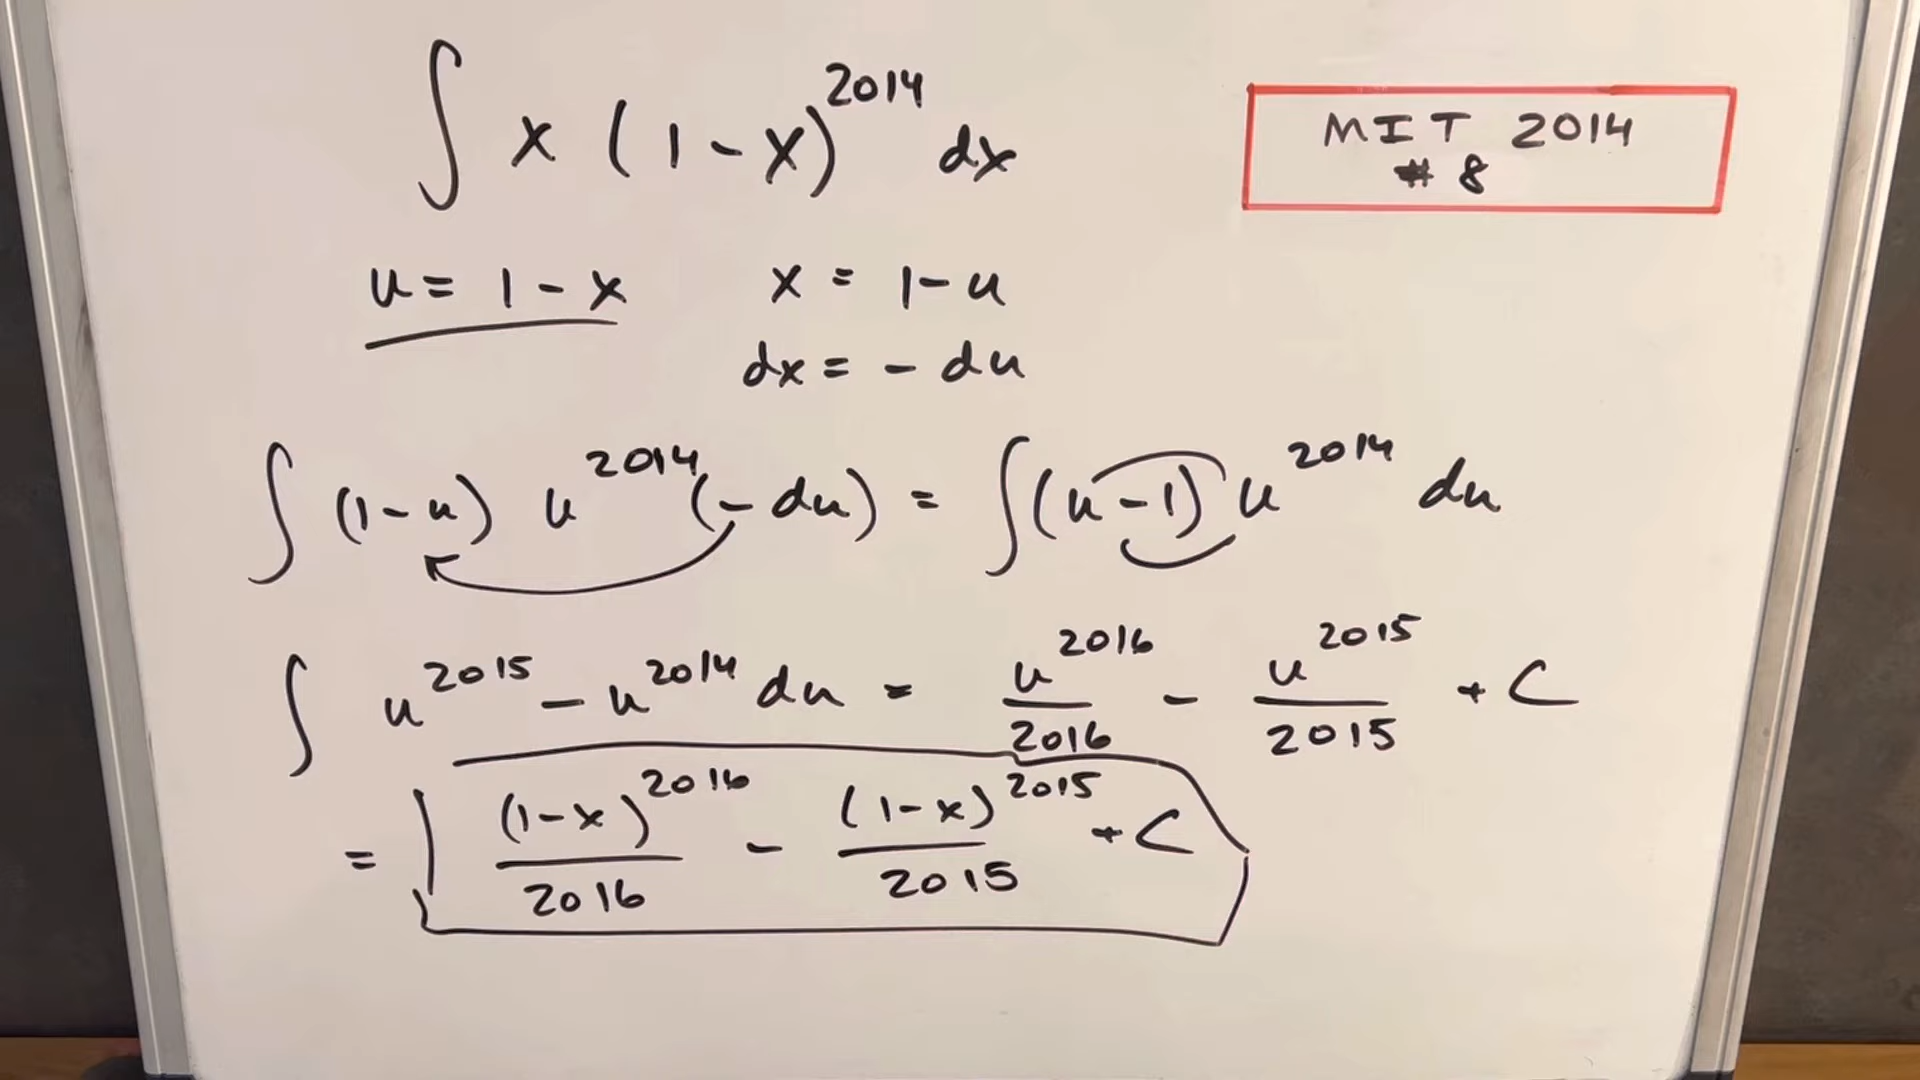 ∫ x (1-x)^2014 dx
MIT 2014
# 8
u = 1 - x    x = 1-u
dx = - du
∫ (1-u) u^2014 (- du) = ∫ (u-1) u^2014 du
∫ u^2015 - u^2014 du = u^2016/2016 - u^2015/2015 + C
= (1-x)^2016/2016 - (1-x)^2015/2015 + C